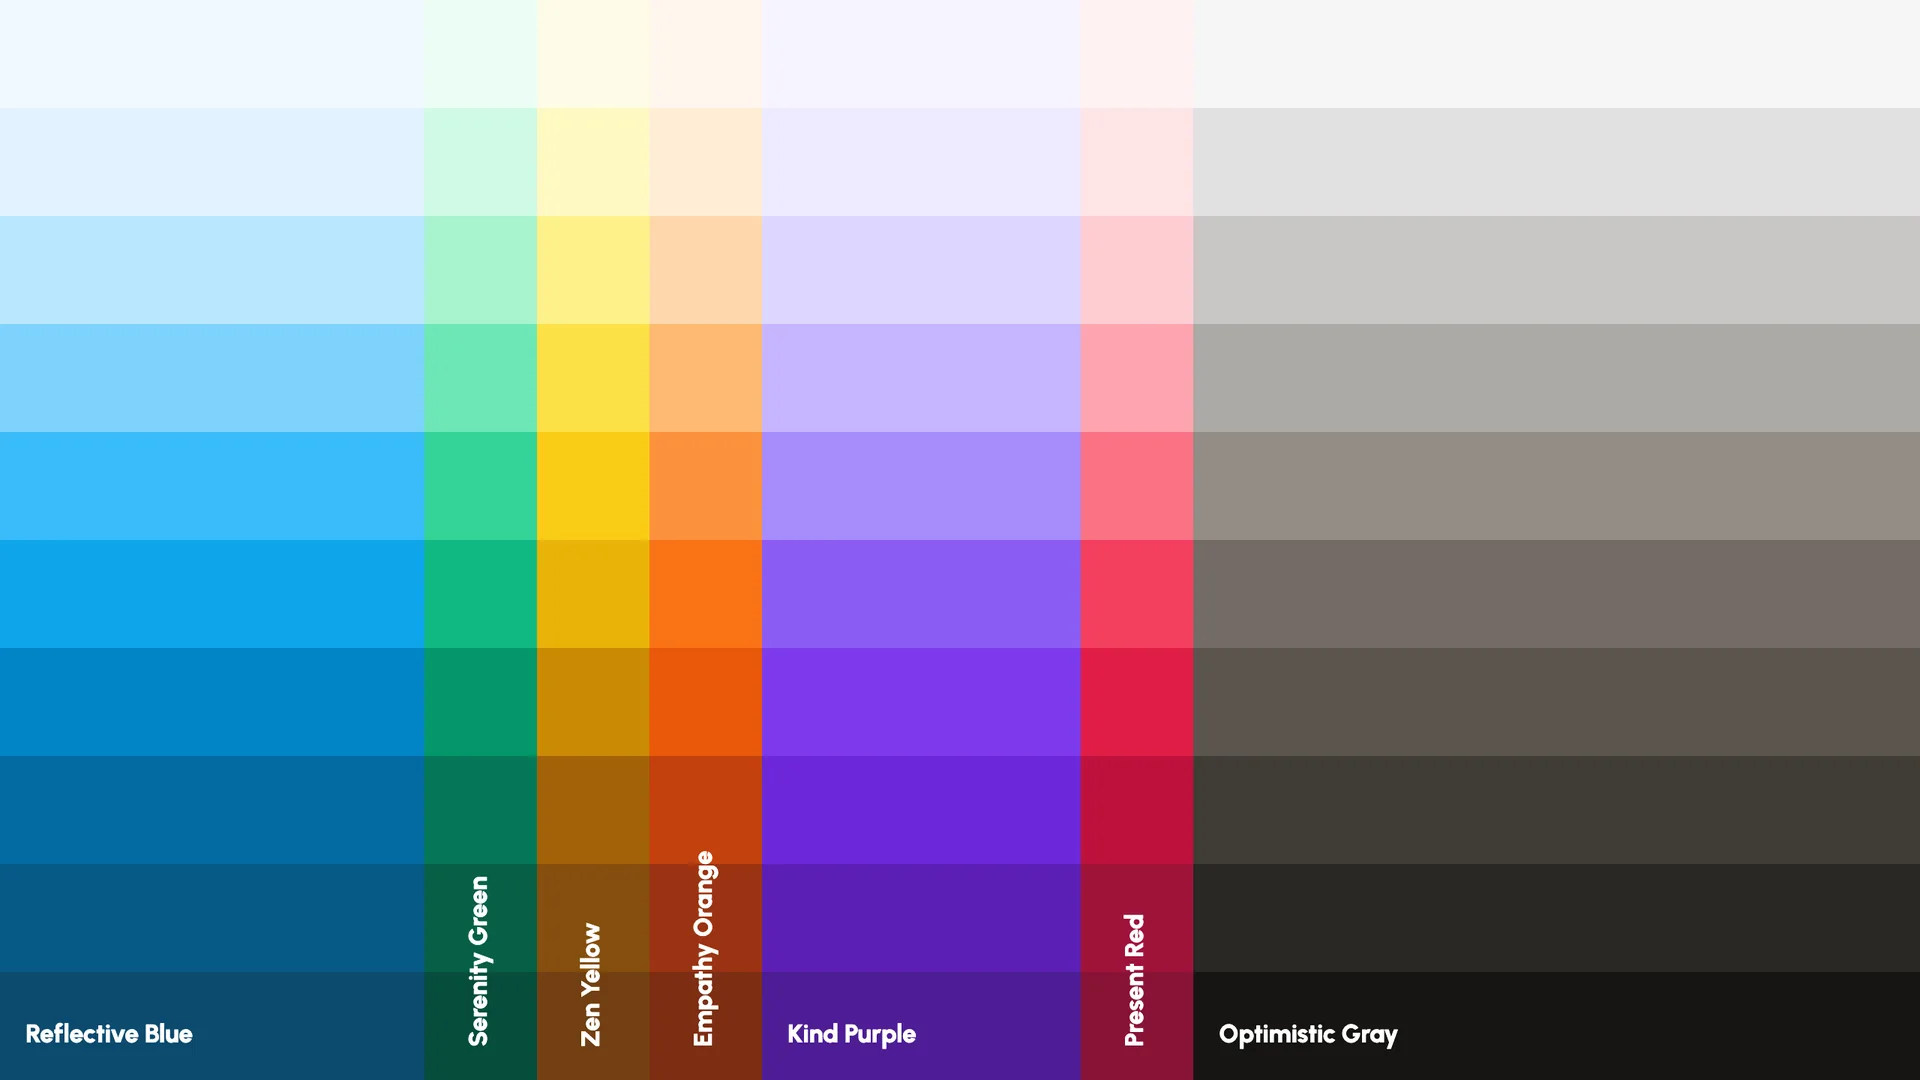 Reflective Blue
Serenity Green
Zen Yellow
Empathy Orange
Kind Purple
Present Red
Optimistic Gray